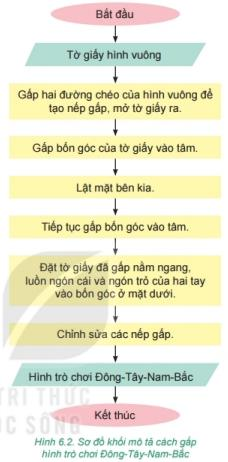 Bắt đầu
Tờ giấy hình vuông
Gấp hai đường chéo của hình vuông để
tạo nếp gấp, mở tờ giấy ra.
Gấp bốn góc của tờ giấy vào tâm.
Lật mặt bên kia.
Tiếp tục gấp bốn góc vào tâm.
Đặt tờ giấy đã gấp nằm ngang,
luồn ngón cái và ngón trỏ của hai tay
vào bốn góc ở mặt dưới.
Chỉnh sửa các nếp gấp.
Hình trò chơi Đông-Tây-Nam-Bắc
Kết thúc
TRI THỨC
SỐNG
Hình 6.2. Sơ đồ khối mô tả cách gấp
hình trò chơi Đông-Tây-Nam-Bắc